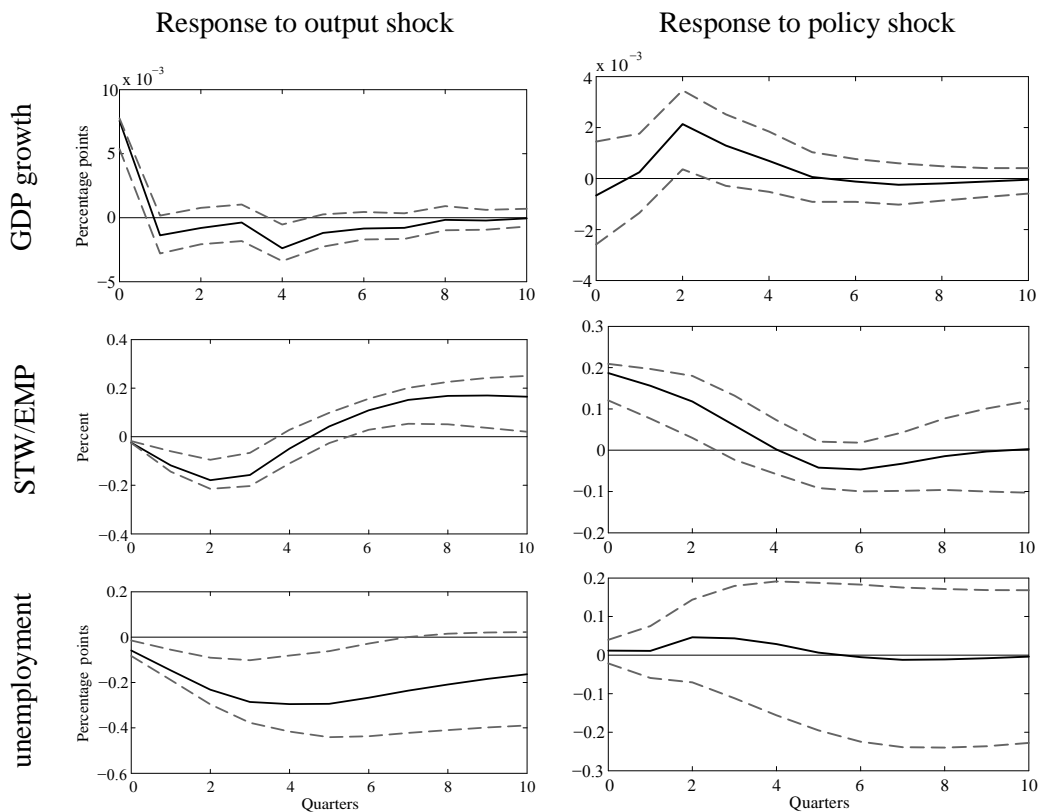 Response to output shock
Response to policy shock
GDP growth
Percentage points
x 10⁻³
10
5
0
−5
0 2 4 6 8 10
x 10⁻³
4
2
0
−2
−4
0 2 4 6 8 10
STW/EMP
Percent
0.4
0.2
0
−0.2
−0.4
0 2 4 6 8 10
0.3
0.2
0.1
0
−0.1
−0.2
0 2 4 6 8 10
unemployment
Percentage points
0.2
0
−0.2
−0.4
−0.6
0 2 4 6 8 10
Quarters
0.2
0.1
0
−0.1
−0.2
−0.3
0 2 4 6 8 10
Quarters